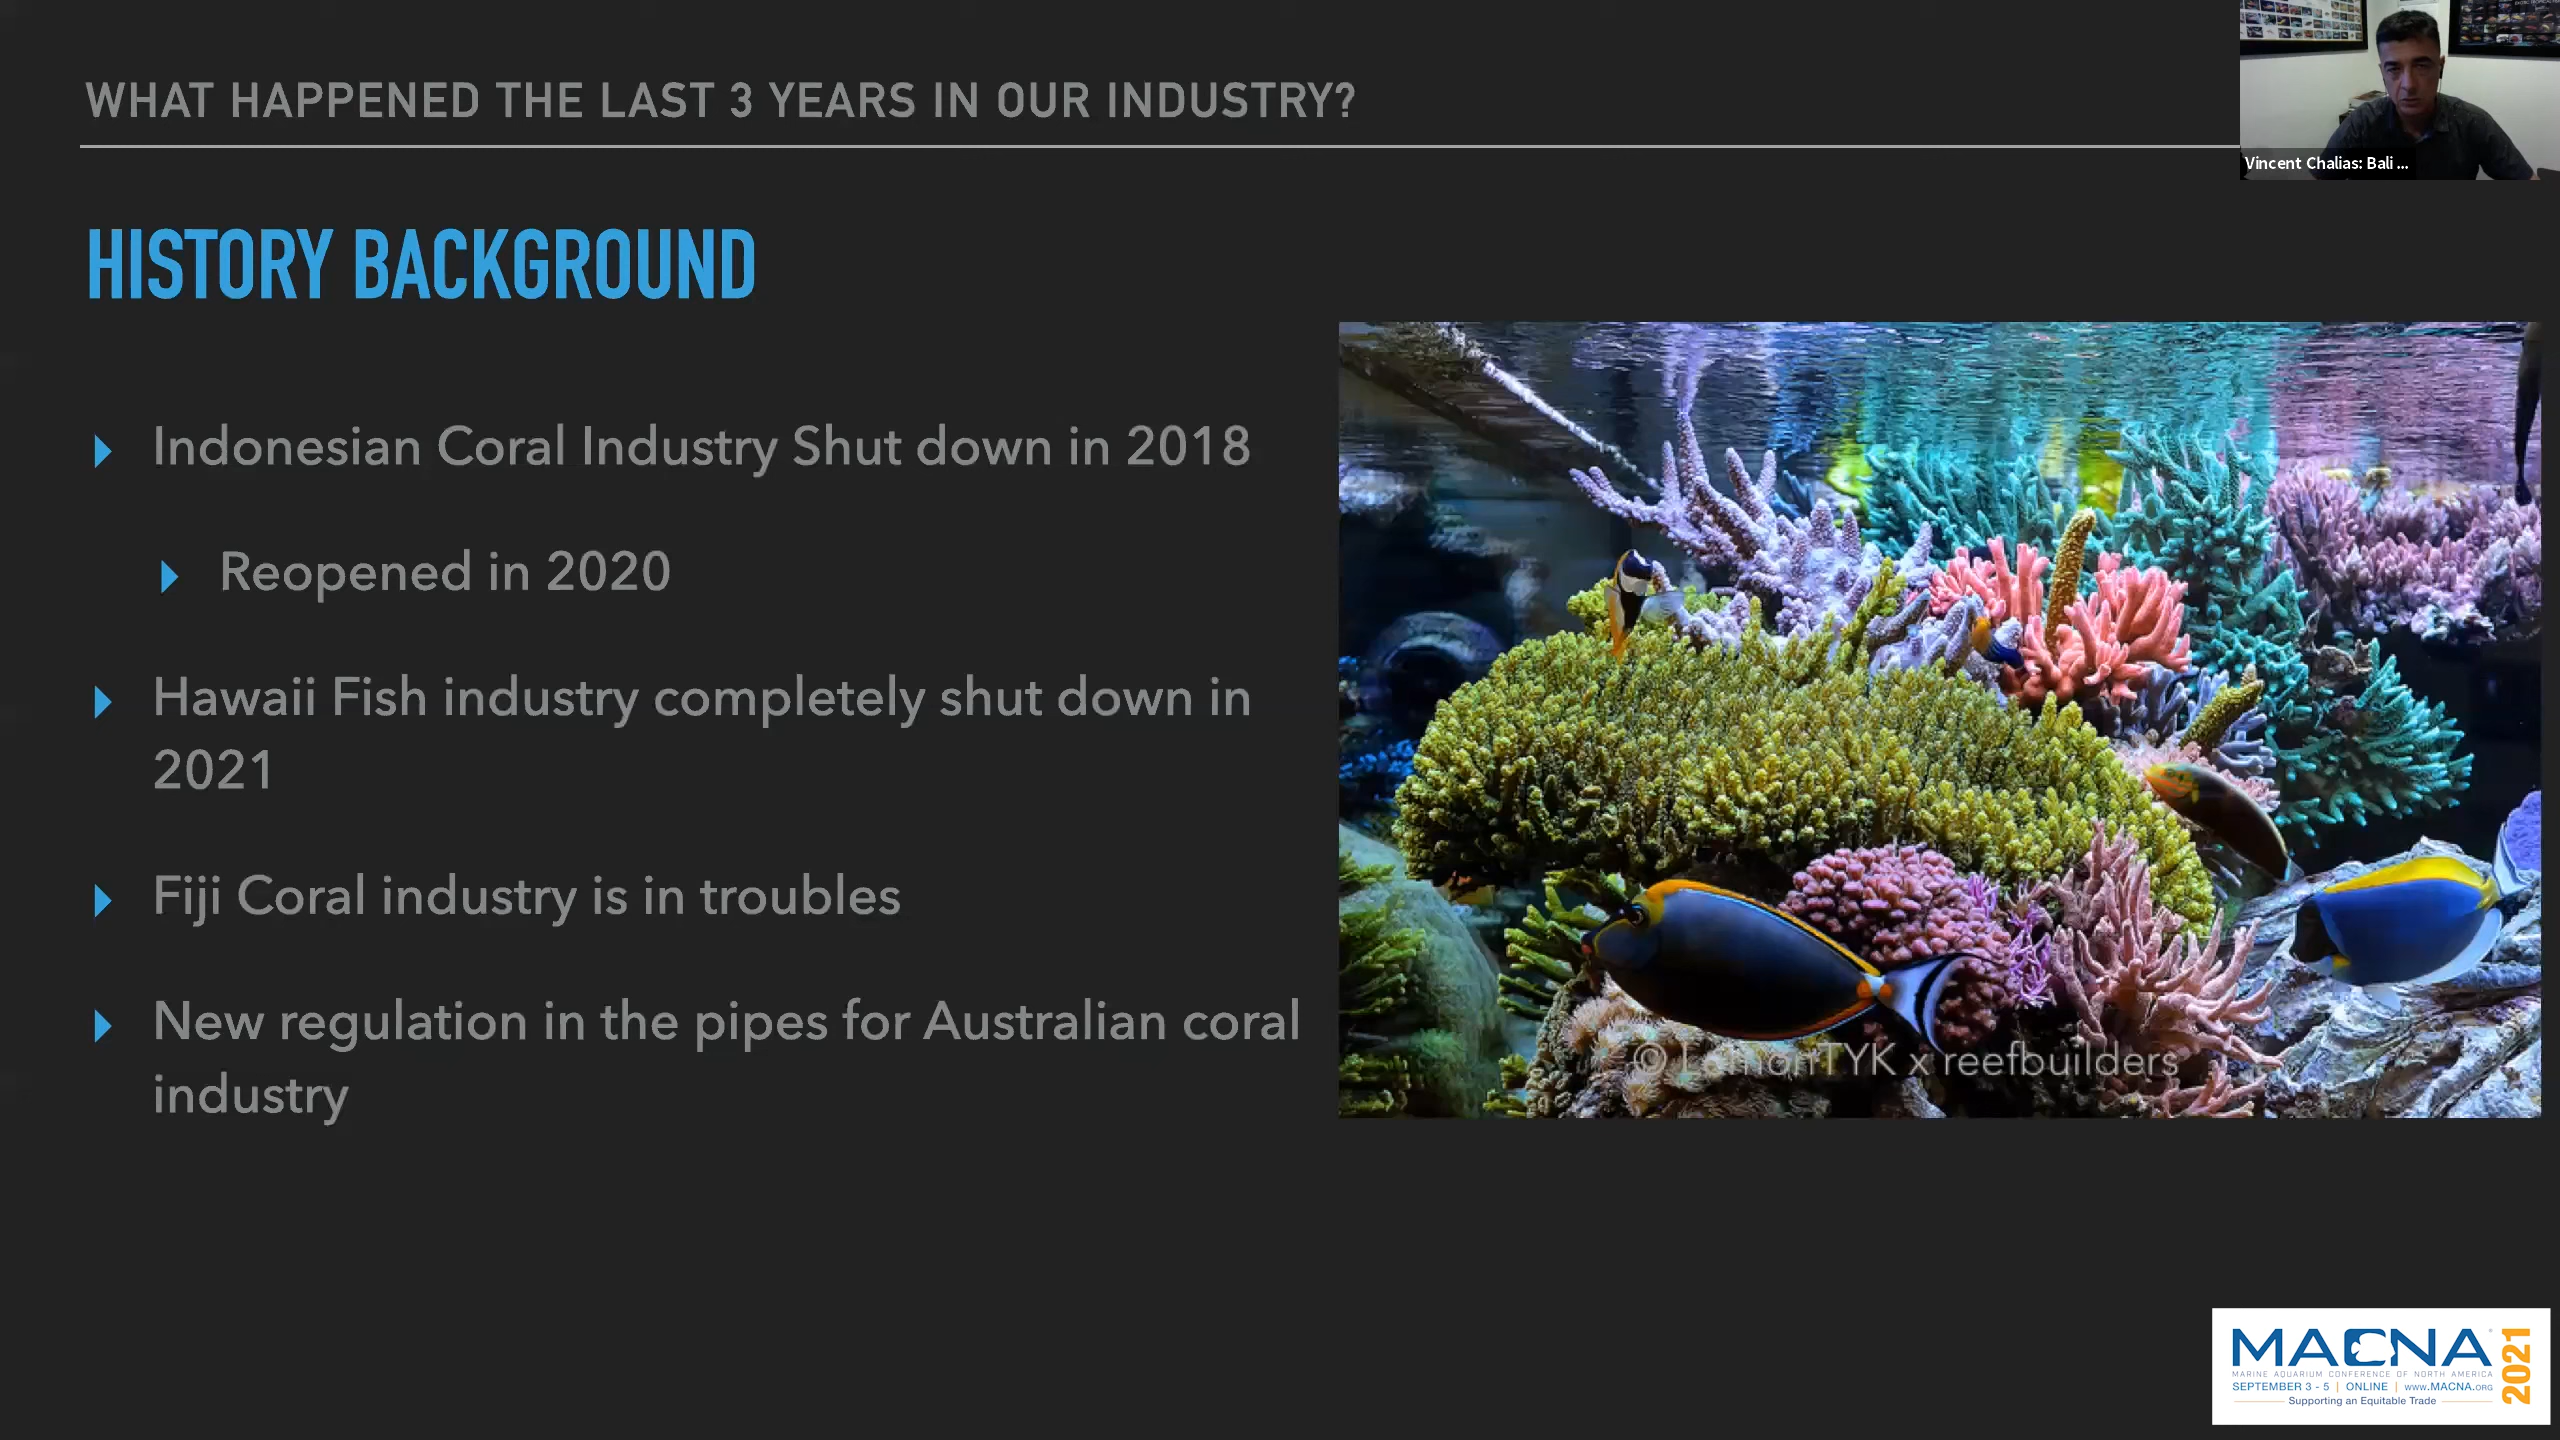 WHAT HAPPENED THE LAST 3 YEARS IN OUR INDUSTRY?
Vincent Chalias: Bali ...
HISTORY BACKGROUND
Indonesian Coral Industry Shut down in 2018
Reopened in 2020
Hawaii Fish industry completely shut down in
2021
Fiji Coral industry is in troubles
New regulation in the pipes for Australian coral
industry
© LemonTYK x reefbuilders
MACNA 2021
MARINE AQUARIUM CONFERENCE OF NORTH AMERICA
SEPTEMBER 3 - 5 | ONLINE | www.MACNA.ORG
Supporting an Equitable Trade